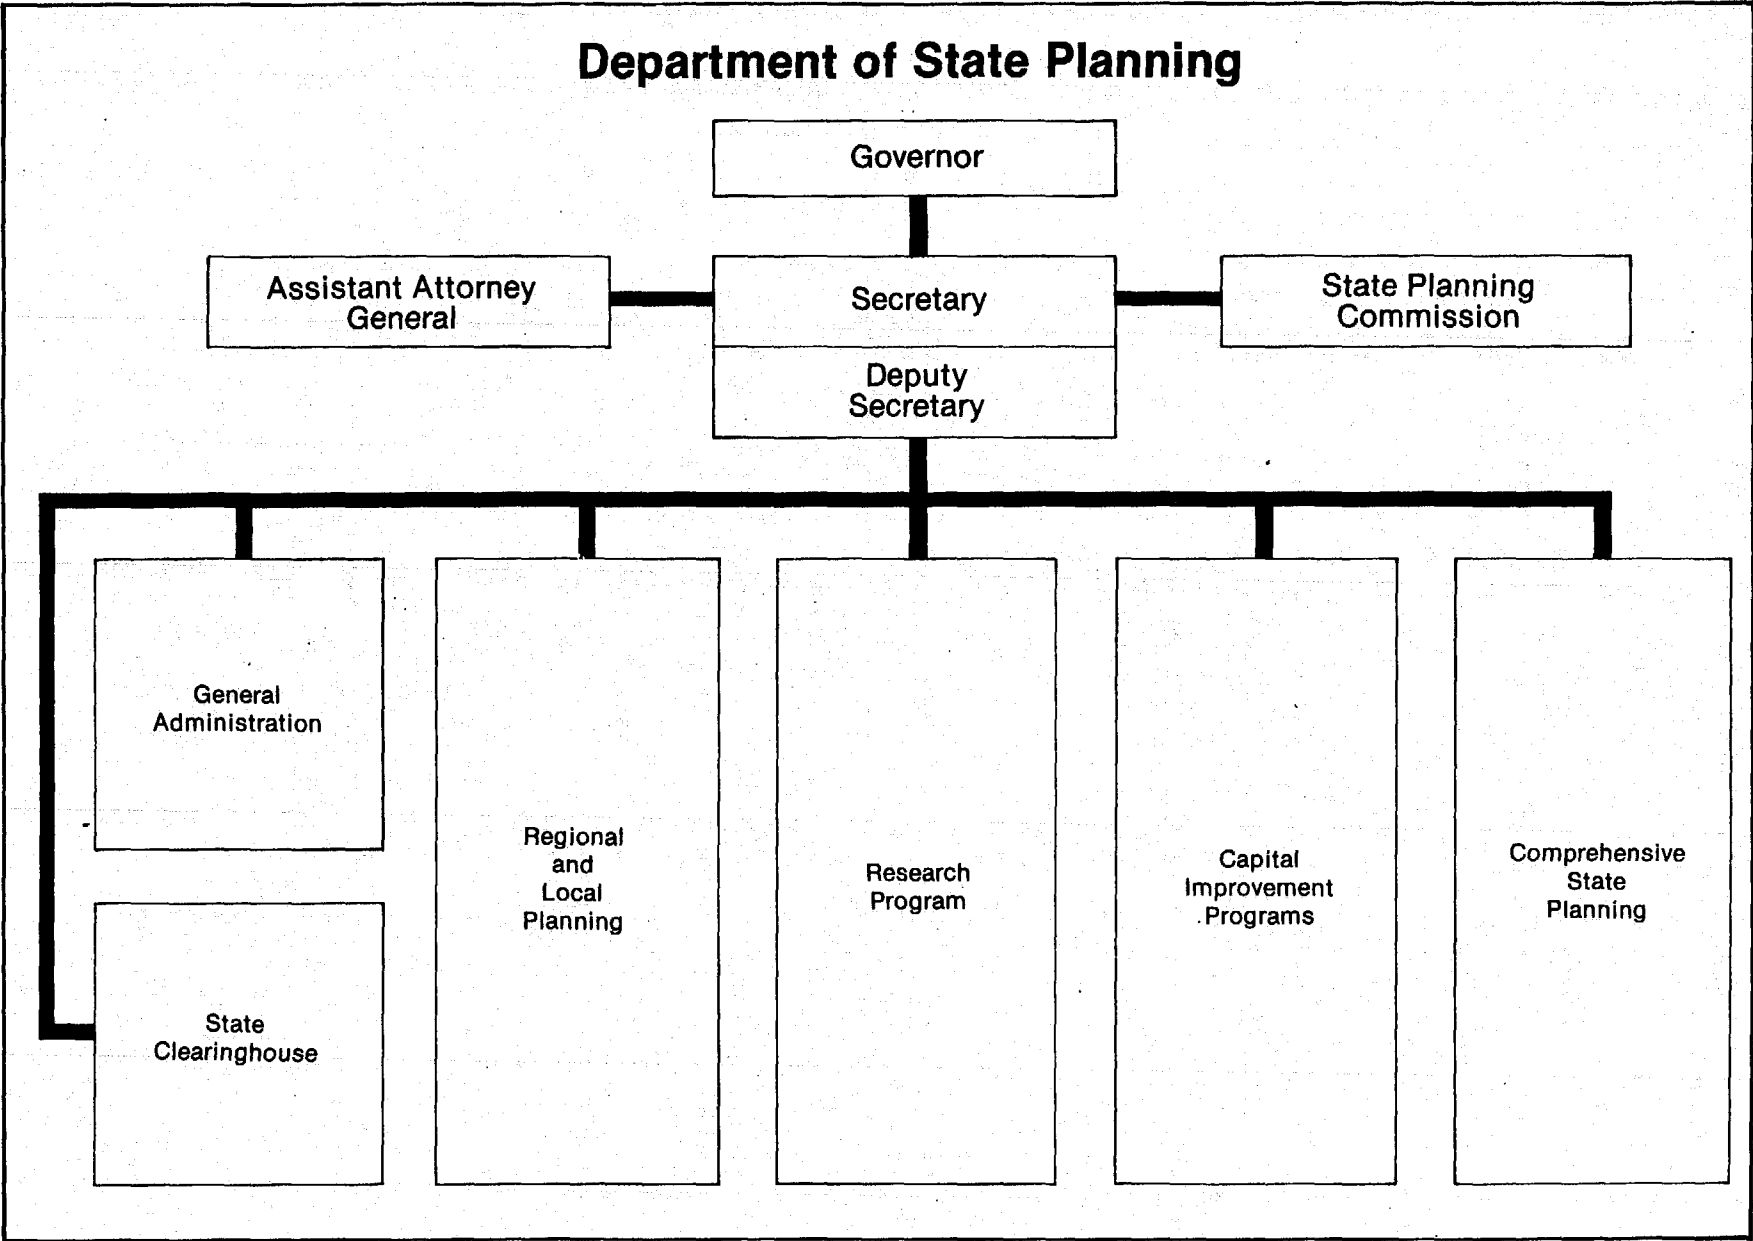 Department of State Planning
Governor
Assistant Attorney
General
Secretary
State Planning
Commission
Deputy
Secretary
General
Administration
State
Clearinghouse
Regional
and
Local
Planning
Research
Program
Capital
Improvement
Programs
Comprehensive
State
Planning